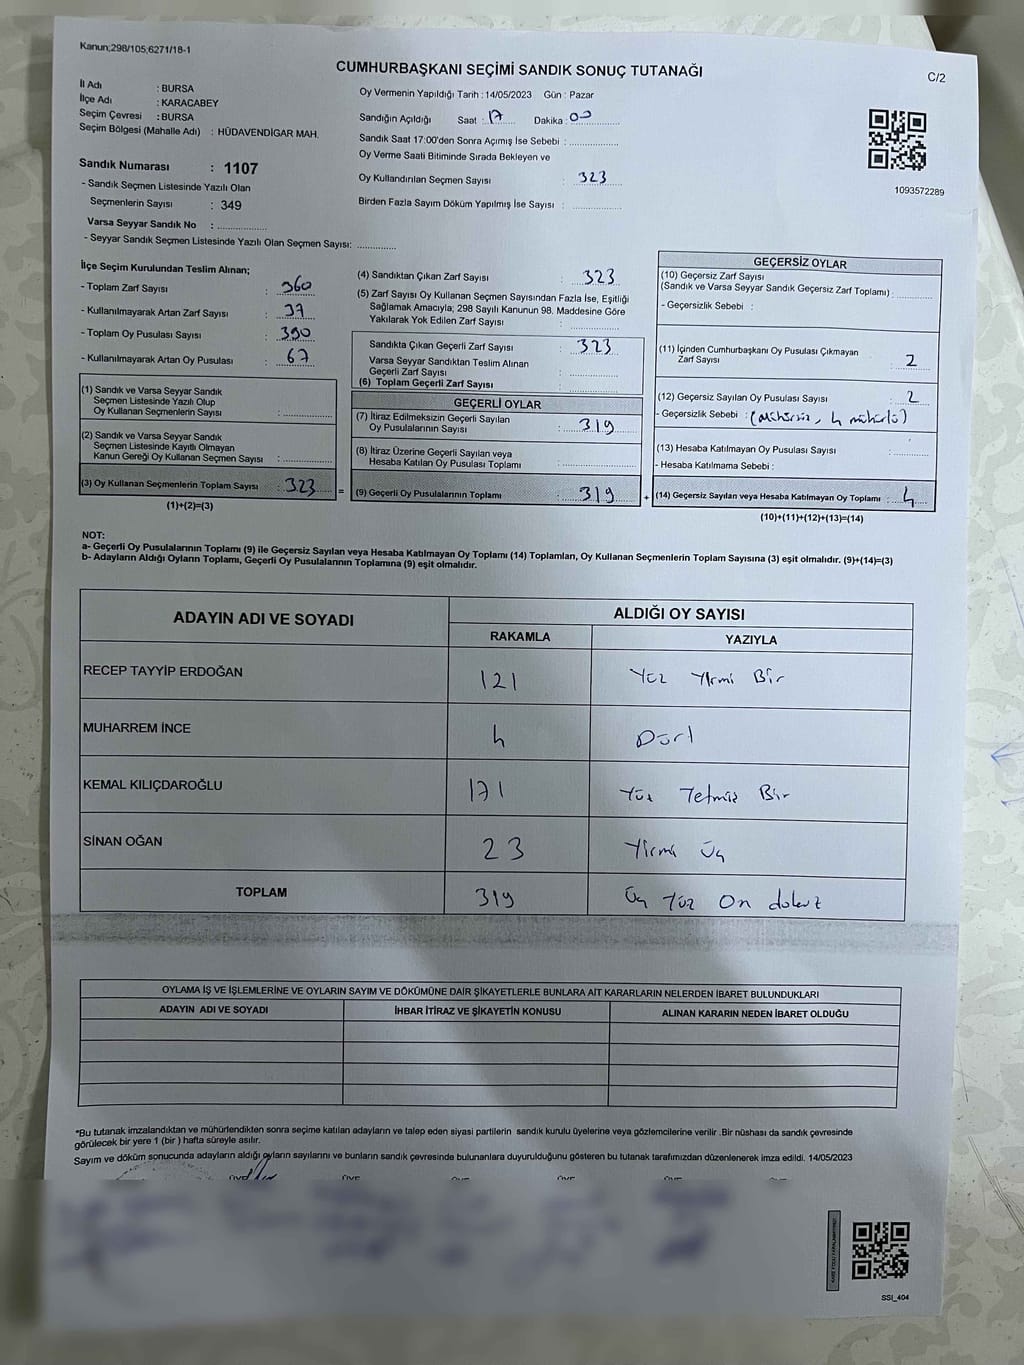 Kanun;298/105;6271/18-1
CUMHURBAŞKANI SEÇİMİ SANDIK SONUÇ TUTANAĞI
C/2
İl Adı : BURSA
İlçe Adı : KARACABEY
Seçim Çevresi : BURSA
Seçim Bölgesi (Mahalle Adı) : HÜDAVENDİGAR MAH.
Sandık Numarası : 1107
- Sandık Seçmen Listesinde Yazılı Olan
Seçmenlerin Sayısı : 349
Varsa Seyyar Sandık No : ..............
- Seyyar Sandık Seçmen Listesinde Yazılı Olan Seçmen Sayısı: ............
Oy Vermenin Yapıldığı Tarih : 14/05/2023 Gün : Pazar
Sandığın Açıldığı Saat : 17 Dakika : 00
Sandık Saat 17:00'den Sonra Açımış İse Sebebi : ................
Oy Verme Saati Bitiminde Sırada Bekleyen ve
Oy Kullandırılan Seçmen Sayısı : 323
Birden Fazla Sayım Döküm Yapılmış İse Sayısı : ................
1093572289
İlçe Seçim Kurulundan Teslim Alınan;
- Toplam Zarf Sayısı : 360
- Kullanılmayarak Artan Zarf Sayısı : 37
- Toplam Oy Pusulası Sayısı : 390
- Kullanılmayarak Artan Oy Pusulası : 67
(1) Sandık ve Varsa Seyyar Sandık
Seçmen Listesinde Yazılı Olup
Oy Kullanan Seçmenlerin Sayısı : ..............
(2) Sandık ve Varsa Seyyar Sandık
Seçmen Listesinde Kayıtlı Olmayan
Kanun Gereği Oy Kullanan Seçmen Sayısı : ..............
(3) Oy Kullanan Seçmenlerin Toplam Sayısı : 323
(1)+(2)=(3)
=
(4) Sandıktan Çıkan Zarf Sayısı : 323
(5) Zarf Sayısı Oy Kullanan Seçmen Sayısından Fazla İse, Eşitliği
Sağlamak Amacıyla, 298 Sayılı Kanunun 98. Maddesine Göre
Yakılarak Yok Edilen Zarf Sayısı : ..............
Sandıkta Çıkan Geçerli Zarf Sayısı : 323
Varsa Seyyar Sandıktan Teslim Alınan
Geçerli Zarf Sayısı : ..............
(6) Toplam Geçerli Zarf Sayısı
GEÇERLİ OYLAR
(7) İtiraz Edilmeksizin Geçerli Sayılan
Oy Pusulalarının Sayısı : 319
(8) İtiraz Üzerine Geçerli Sayılan veya
Hesaba Katılan Oy Pusulası Toplamı : ..............
(9) Geçerli Oy Pusulalarının Toplamı : 319
+
GEÇERSİZ OYLAR
(10) Geçersiz Zarf Sayısı
(Sandık ve Varsa Seyyar Sandık Geçersiz Zarf Toplamı) : ............
- Geçersizlik Sebebi :
(11) İçinden Cumhurbaşkanı Oy Pusulası Çıkmayan
Zarf Sayısı : 2
(12) Geçersiz Sayılan Oy Pusulası Sayısı : 2
- Geçersizlik Sebebi : (Mühürsüz, 4 mühürlü)
(13) Hesaba Katılmayan Oy Pusulası Sayısı : ............
- Hesaba Katılmama Sebebi :
(14) Geçersiz Sayılan veya Hesaba Katılmayan Oy Toplamı : 4
(10)+(11)+(12)+(13)=(14)
NOT:
a- Geçerli Oy Pusulalarının Toplamı (9) ile Geçersiz Sayılan veya Hesaba Katılmayan Oy Toplamı (14) Toplamları, Oy Kullanan Seçmenlerin Toplam Sayısına (3) eşit olmalıdır. (9)+(14)=(3)
b- Adayların Aldığı Oyların Toplamı, Geçerli Oy Pusulalarının Toplamına (9) eşit olmalıdır.
ADAYIN ADI VE SOYADI ALDIĞI OY SAYISI
RAKAMLA YAZIYLA
RECEP TAYYİP ERDOĞAN 121 Yüz Yirmi Bir
MUHARREM İNCE 4 Dört
KEMAL KILIÇDAROĞLU 171 Yüz Yetmiş Bir
SİNAN OĞAN 23 Yirmi Üç
TOPLAM 319 Üç Yüz On dokuz
OYLAMA İŞ VE İŞLEMLERİNE VE OYLARIN SAYIM VE DÖKÜMÜNE DAİR ŞİKAYETLERLE BUNLARA AİT KARARLARIN NELERDEN İBARET BULUNDUKLARI
ADAYIN ADI VE SOYADI İHBAR İTİRAZ VE ŞİKAYETİN KONUSU ALINAN KARARIN NEDEN İBARET OLDUĞU
*Bu tutanak imzalandıktan ve mühürlendikten sonra seçime katılan adayların ve talep eden siyasi partilerin sandık kurulu üyelerine veya gözlemcilerine verilir .Bir nüshası da sandık çevresinde
görülecek bir yere 1 (bir ) hafta süreyle asılır.
Sayım ve döküm sonucunda adayların aldığı oyların sayılarını ve bunların sandık çevresinde bulunanlara duyurulduğunu gösteren bu tutanak tarafımızdan düzenlenerek imza edildi. 14/05/2023
SSI_404